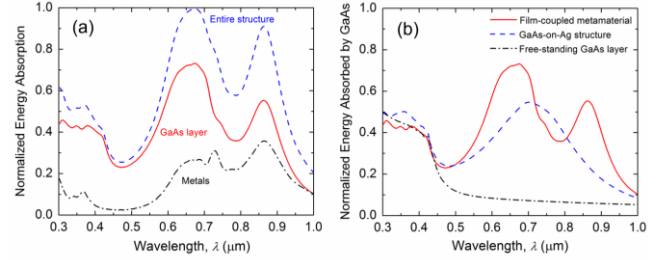 (a)
Entire structure
GaAs layer
Metals
Normalized Energy Absorption
1.0
0.8
0.6
0.4
0.2
0.0
0.3 0.4 0.5 0.6 0.7 0.8 0.9 1.0
Wavelength, λ (μm)
(b)
Film-coupled metamaterial
GaAs-on-Ag structure
Free-standing GaAs layer
Normalized Energy Absorbed by GaAs
1.0
0.8
0.6
0.4
0.2
0.0
0.3 0.4 0.5 0.6 0.7 0.8 0.9 1.0
Wavelength, λ (μm)